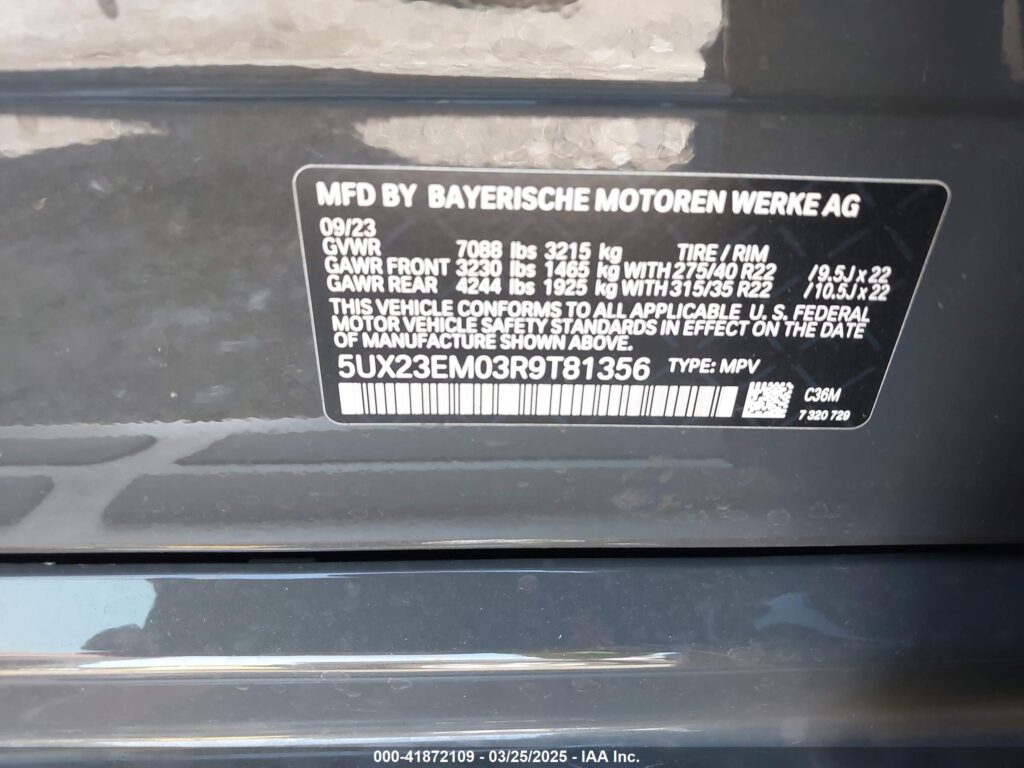 MFD BY BAYERISCHE MOTOREN WERKE AG
09/23
GVWR 7088 lbs 3215 kg TIRE / RIM
GAWR FRONT 3230 lbs 1465 kg WITH 275/40 R22 / 9.5J x 22
GAWR REAR 4244 lbs 1925 kg WITH 315/35 R22 / 10.5J x 22
THIS VEHICLE CONFORMS TO ALL APPLICABLE U. S. FEDERAL
MOTOR VEHICLE SAFETY STANDARDS IN EFFECT ON THE DATE
OF MANUFACTURE SHOWN ABOVE.
5UX23EM03R9T81356 TYPE: MPV
C36M
7 320 729
000-41872109 - 03/25/2025 - IAA Inc.